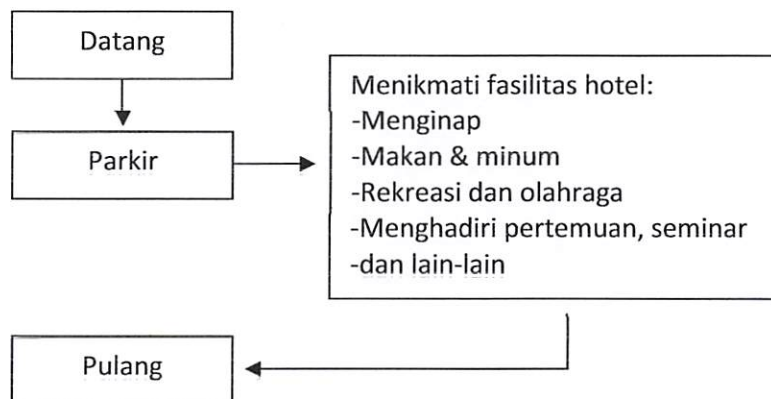 Datang
Parkir
Menikmati fasilitas hotel:
-Menginap
-Makan & minum
-Rekreasi dan olahraga
-Menghadiri pertemuan, seminar
-dan lain-lain
Pulang